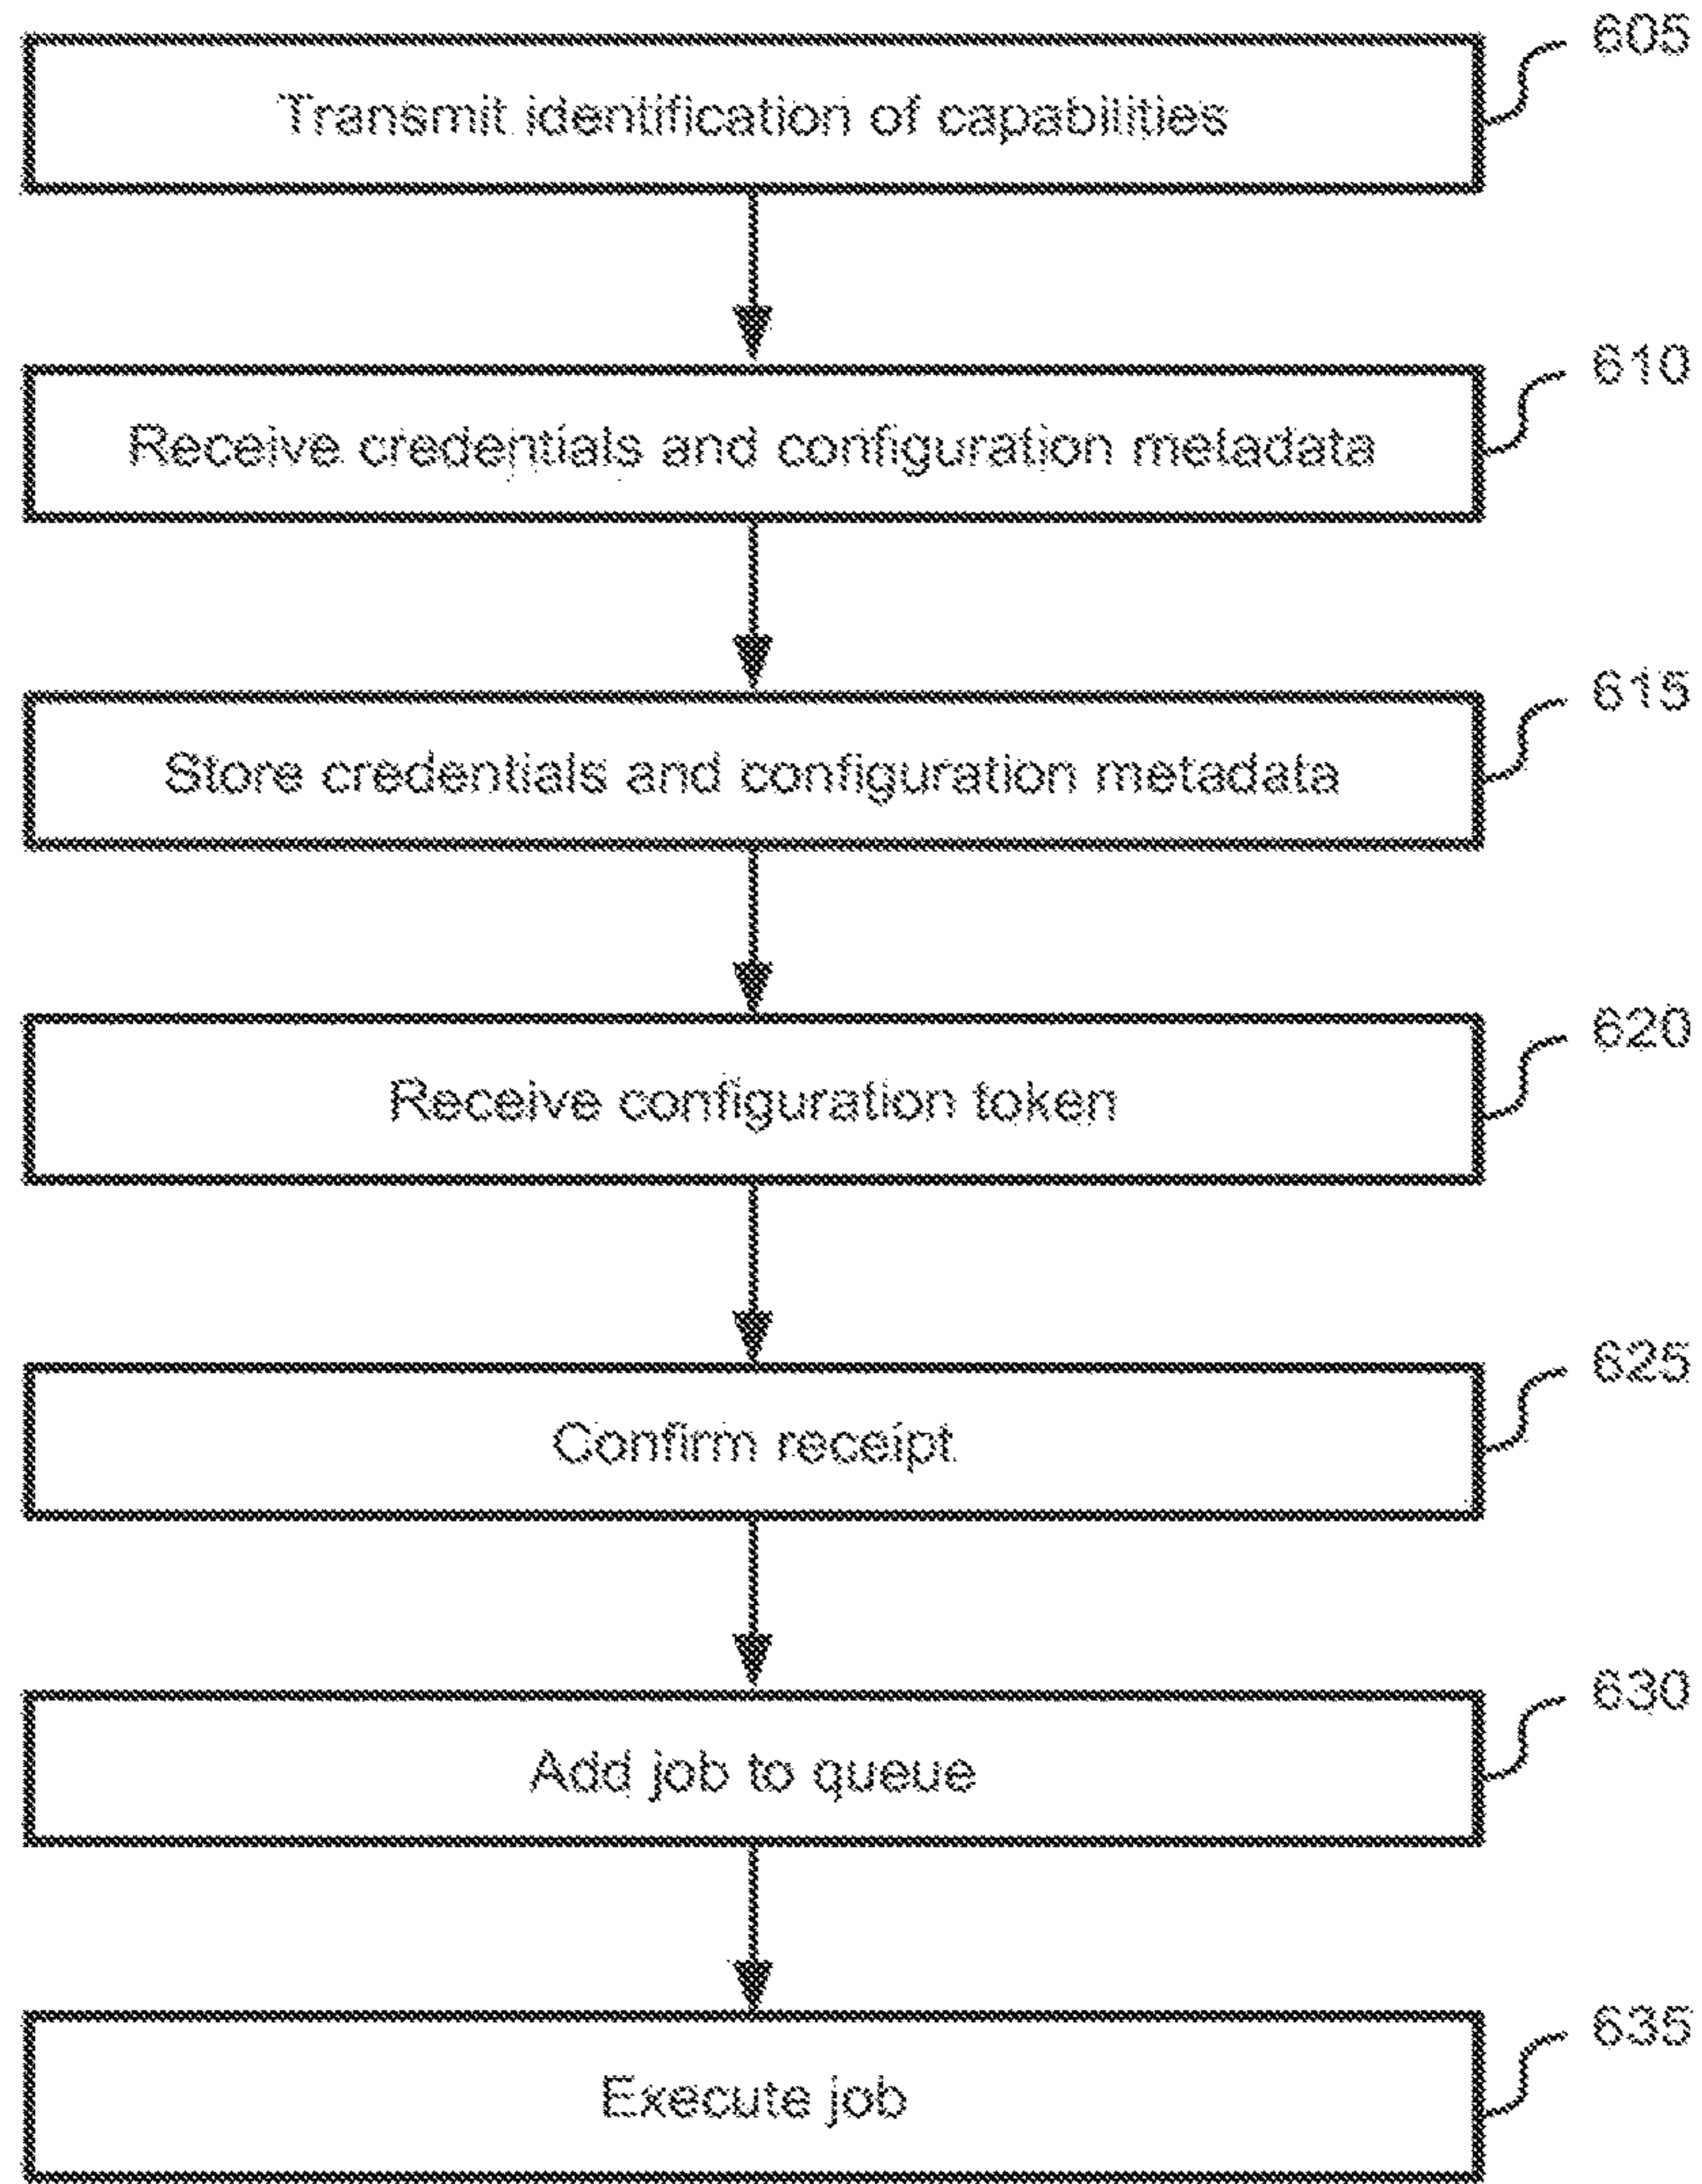 605
Transmit identification of capabilities
610
Receive credentials and configuration metadata
615
Store credentials and configuration metadata
620
Receive configuration token
625
Confirm receipt
630
Add job to queue
635
Execute job